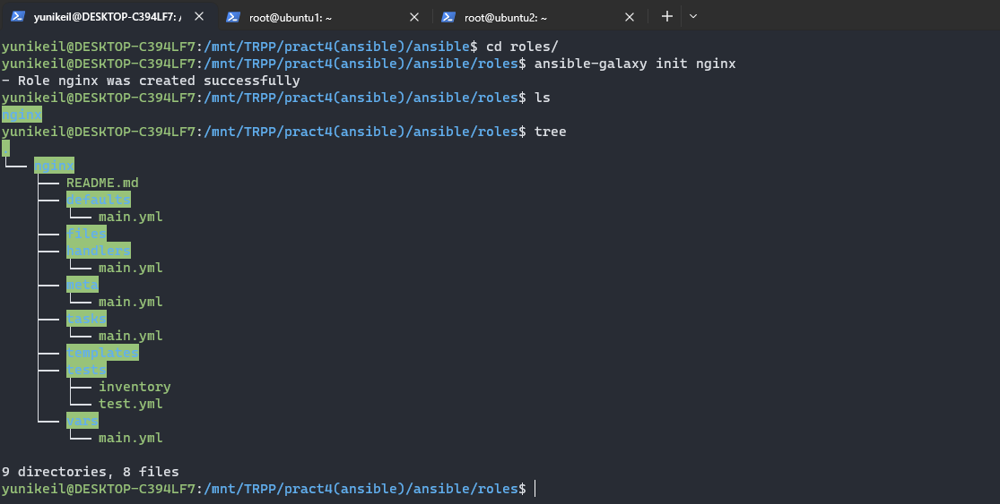 yunikeil@DESKTOP-C394LF7: /
root@ubuntu1: ~
root@ubuntu2: ~
yunikeil@DESKTOP-C394LF7:/mnt/TRPP/pract4(ansible)/ansible$ cd roles/
yunikeil@DESKTOP-C394LF7:/mnt/TRPP/pract4(ansible)/ansible/roles$ ansible-galaxy init nginx
- Role nginx was created successfully
yunikeil@DESKTOP-C394LF7:/mnt/TRPP/pract4(ansible)/ansible/roles$ ls
nginx
yunikeil@DESKTOP-C394LF7:/mnt/TRPP/pract4(ansible)/ansible/roles$ tree
.
└── nginx
    ├── README.md
    ├── defaults
    │   └── main.yml
    ├── files
    ├── handlers
    │   └── main.yml
    ├── meta
    │   └── main.yml
    ├── tasks
    │   └── main.yml
    ├── templates
    ├── tests
    │   ├── inventory
    │   └── test.yml
    └── vars
        └── main.yml
9 directories, 8 files
yunikeil@DESKTOP-C394LF7:/mnt/TRPP/pract4(ansible)/ansible/roles$